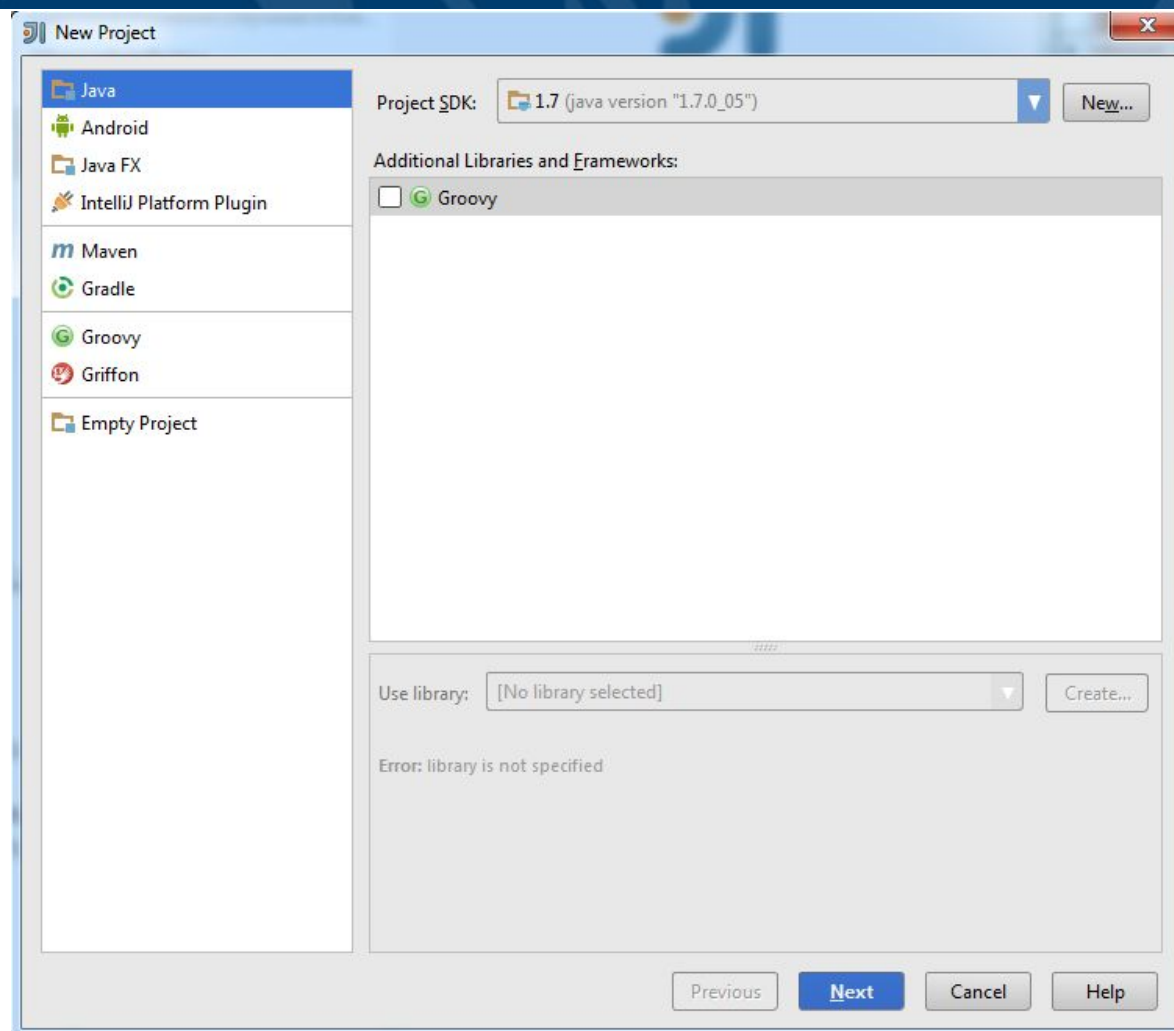 New Project
Java
Android
Java FX
IntelliJ Platform Plugin
m Maven
Gradle
G Groovy
Griffon
Empty Project
Project SDK: 1.7 (java version "1.7.0_05") New...
Additional Libraries and Frameworks:
G Groovy
Use library: [No library selected] Create...
Error: library is not specified
Previous Next Cancel Help